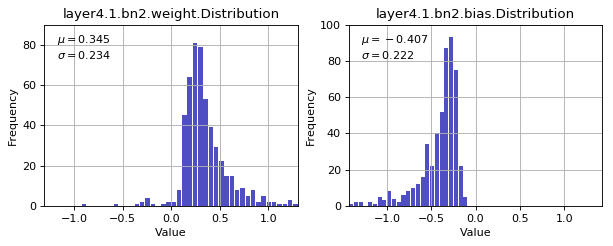 layer4.1.bn2.weight.Distribution
μ = 0.345
σ = 0.234
Frequency
80
60
40
20
0
−1.0 −0.5 0.0 0.5 1.0
Value
layer4.1.bn2.bias.Distribution
μ = −0.407
σ = 0.222
Frequency
100
80
60
40
20
0
−1.0 −0.5 0.0 0.5 1.0
Value